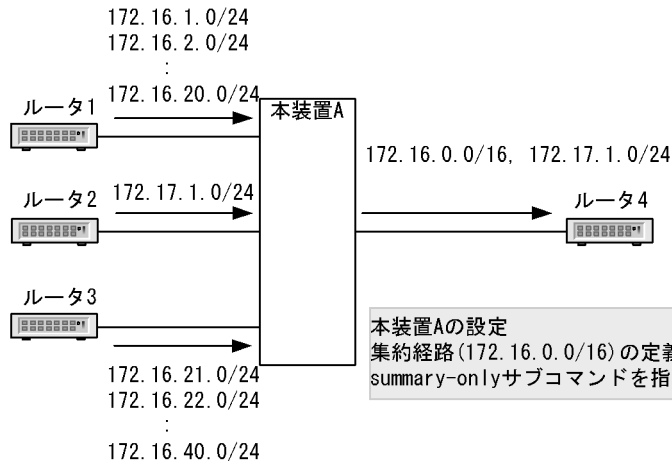 172.16.1.0/24
172.16.2.0/24
:
172.16.20.0/24
ルータ1
本装置A
172.16.0.0/16, 172.17.1.0/24
ルータ2
172.17.1.0/24
ルータ4
ルータ3
本装置Aの設定
集約経路(172.16.0.0/16)の定義
summary-onlyサブコマンドを指
172.16.21.0/24
172.16.22.0/24
:
172.16.40.0/24